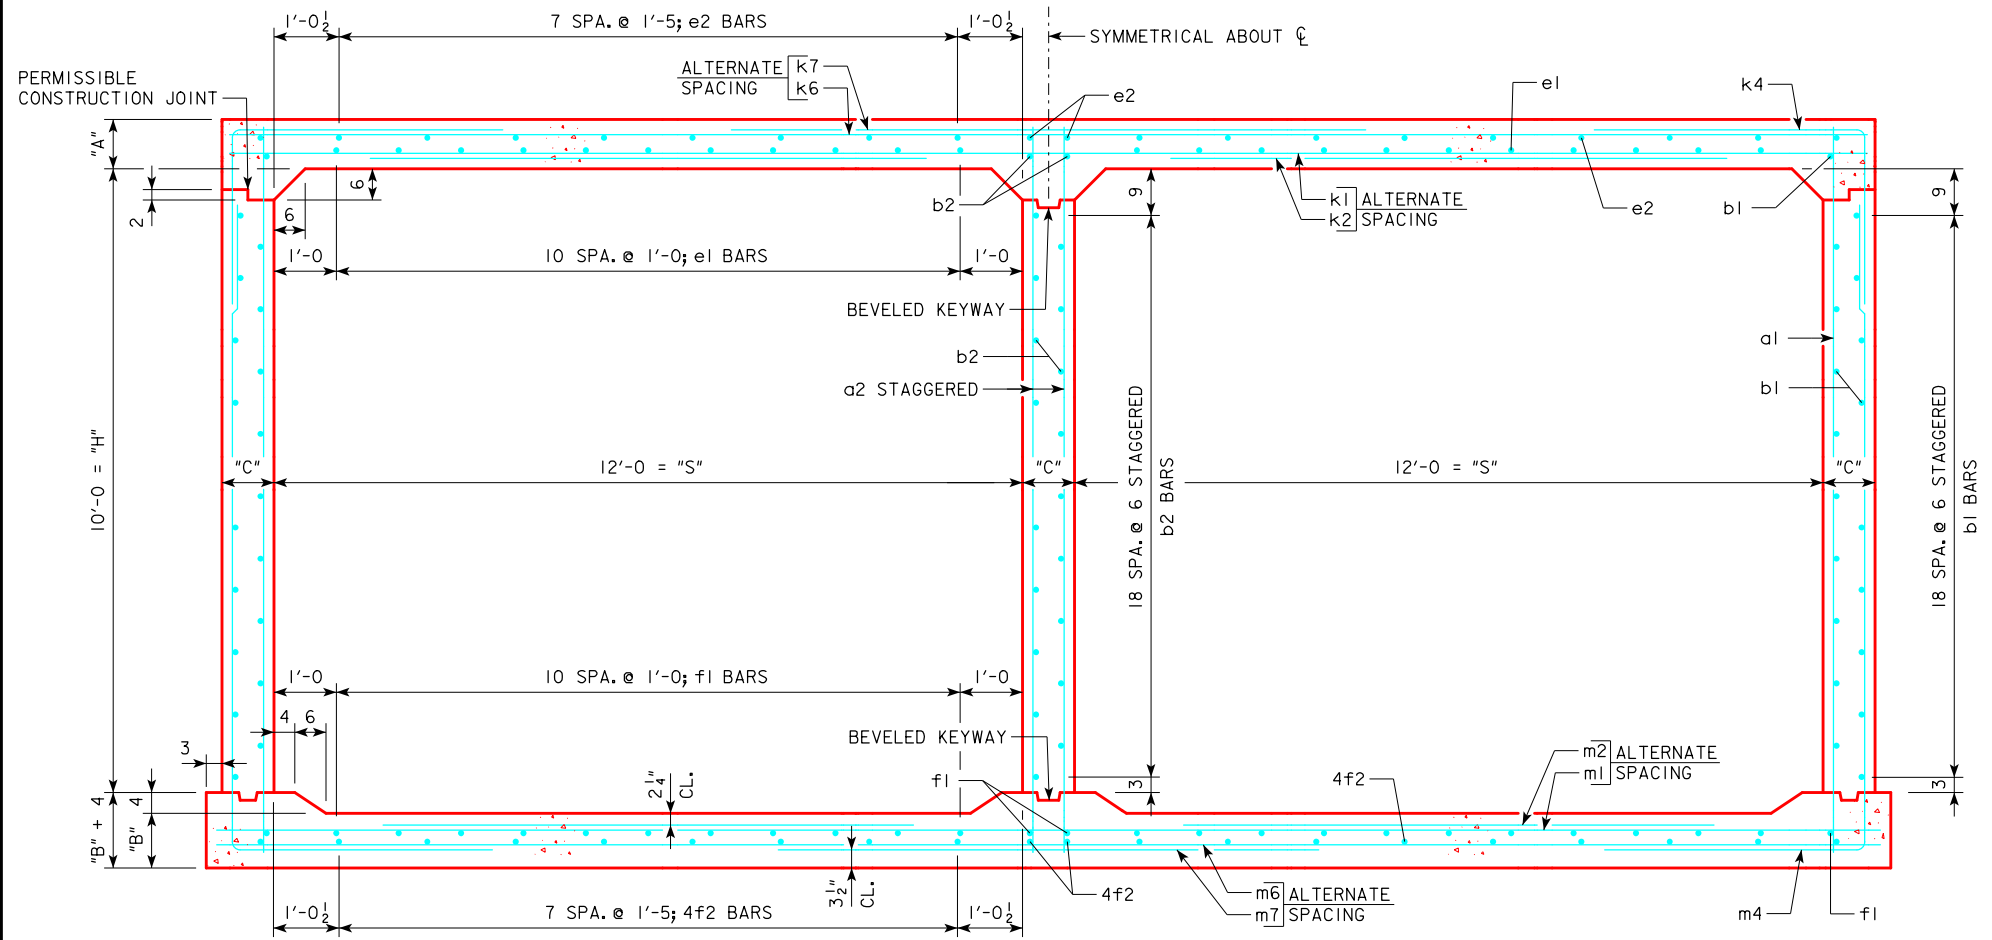 1'-0½
7 SPA. @ 1'-5; e2 BARS
1'-0½
SYMMETRICAL ABOUT ℄
PERMISSIBLE
CONSTRUCTION JOINT
ALTERNATE
SPACING
k7
k6
e2
e1
k4
"A"
2
6
6
b2
k1
k2
ALTERNATE
SPACING
e2
b1
9
9
1'-0
10 SPA. @ 1'-0; e1 BARS
1'-0
BEVELED KEYWAY
b2
a2 STAGGERED
a1
b1
10'-0 = "H"
"C"
12'-0 = "S"
"C"
12'-0 = "S"
"C"
18 SPA. @ 6 STAGGERED
b2 BARS
18 SPA. @ 6 STAGGERED
b1 BARS
1'-0
10 SPA. @ 1'-0; f1 BARS
1'-0
4
6
3
BEVELED KEYWAY
f1
2¼"
CL.
4f2
m2
m1
ALTERNATE
SPACING
3
3
"B" + 4
4
"B"
3½"
CL.
4f2
m6
m7
ALTERNATE
SPACING
m4
f1
1'-0½
7 SPA. @ 1'-5; 4f2 BARS
1'-0½